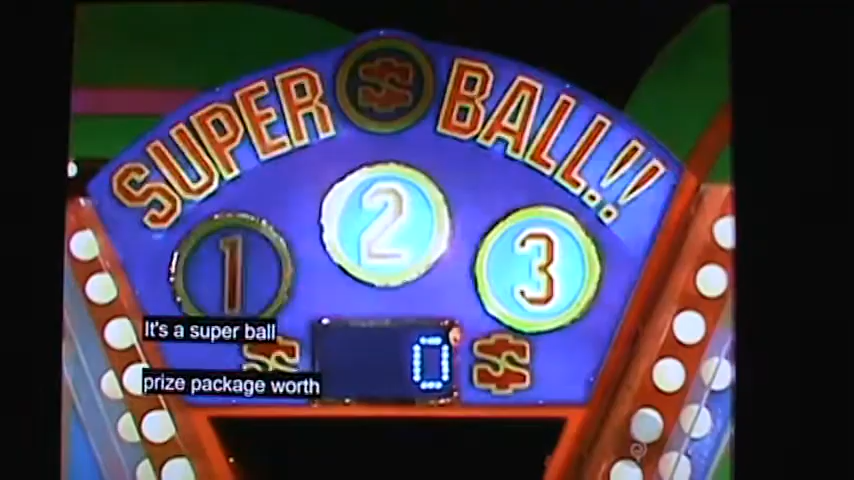 SUPER $ BALL!!
1 2 3
$ 0 $
It's a super ball
prize package worth